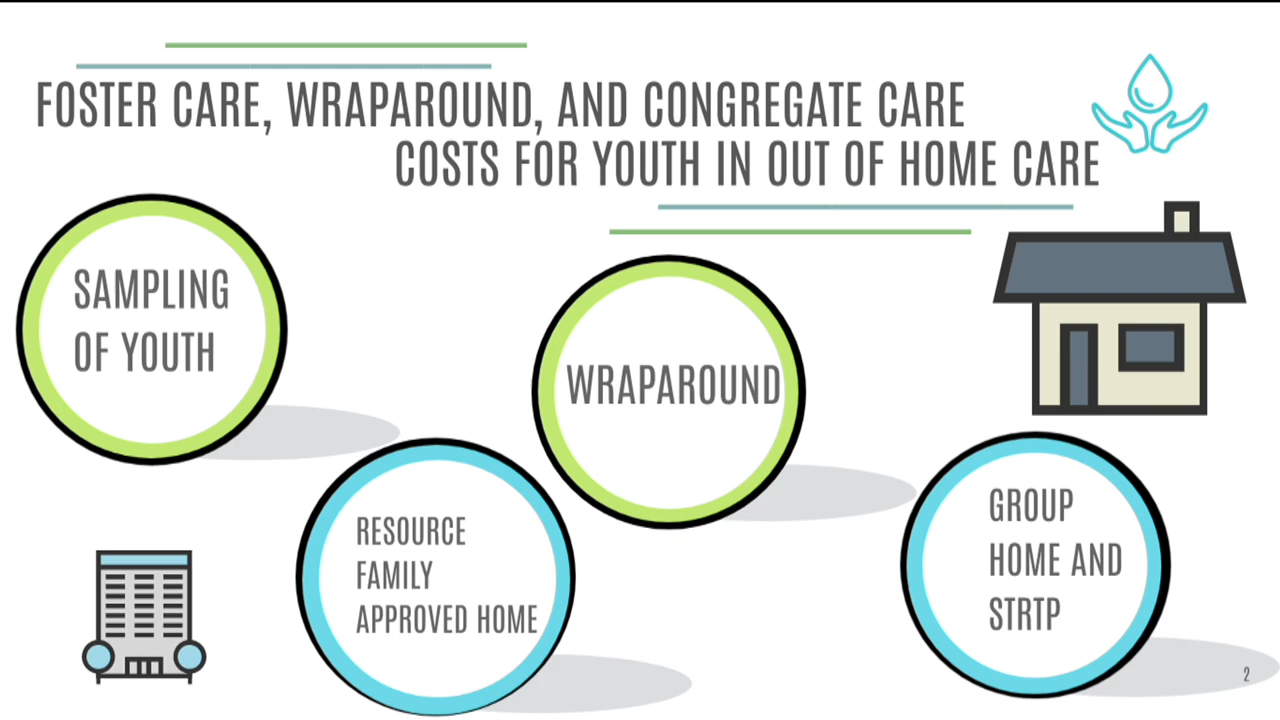 FOSTER CARE, WRAPAROUND, AND CONGREGATE CARE
COSTS FOR YOUTH IN OUT OF HOME CARE
SAMPLING
OF YOUTH
RESOURCE
FAMILY
APPROVED HOME
WRAPAROUND
GROUP
HOME AND
STRTP
2